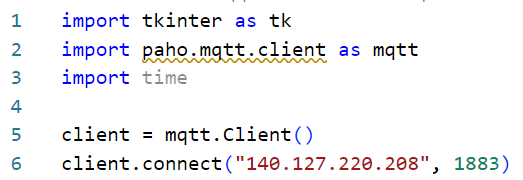 1 import tkinter as tk
2 import paho.mqtt.client as mqtt
3 import time
4
5 client = mqtt.Client()
6 client.connect("140.127.220.208", 1883)